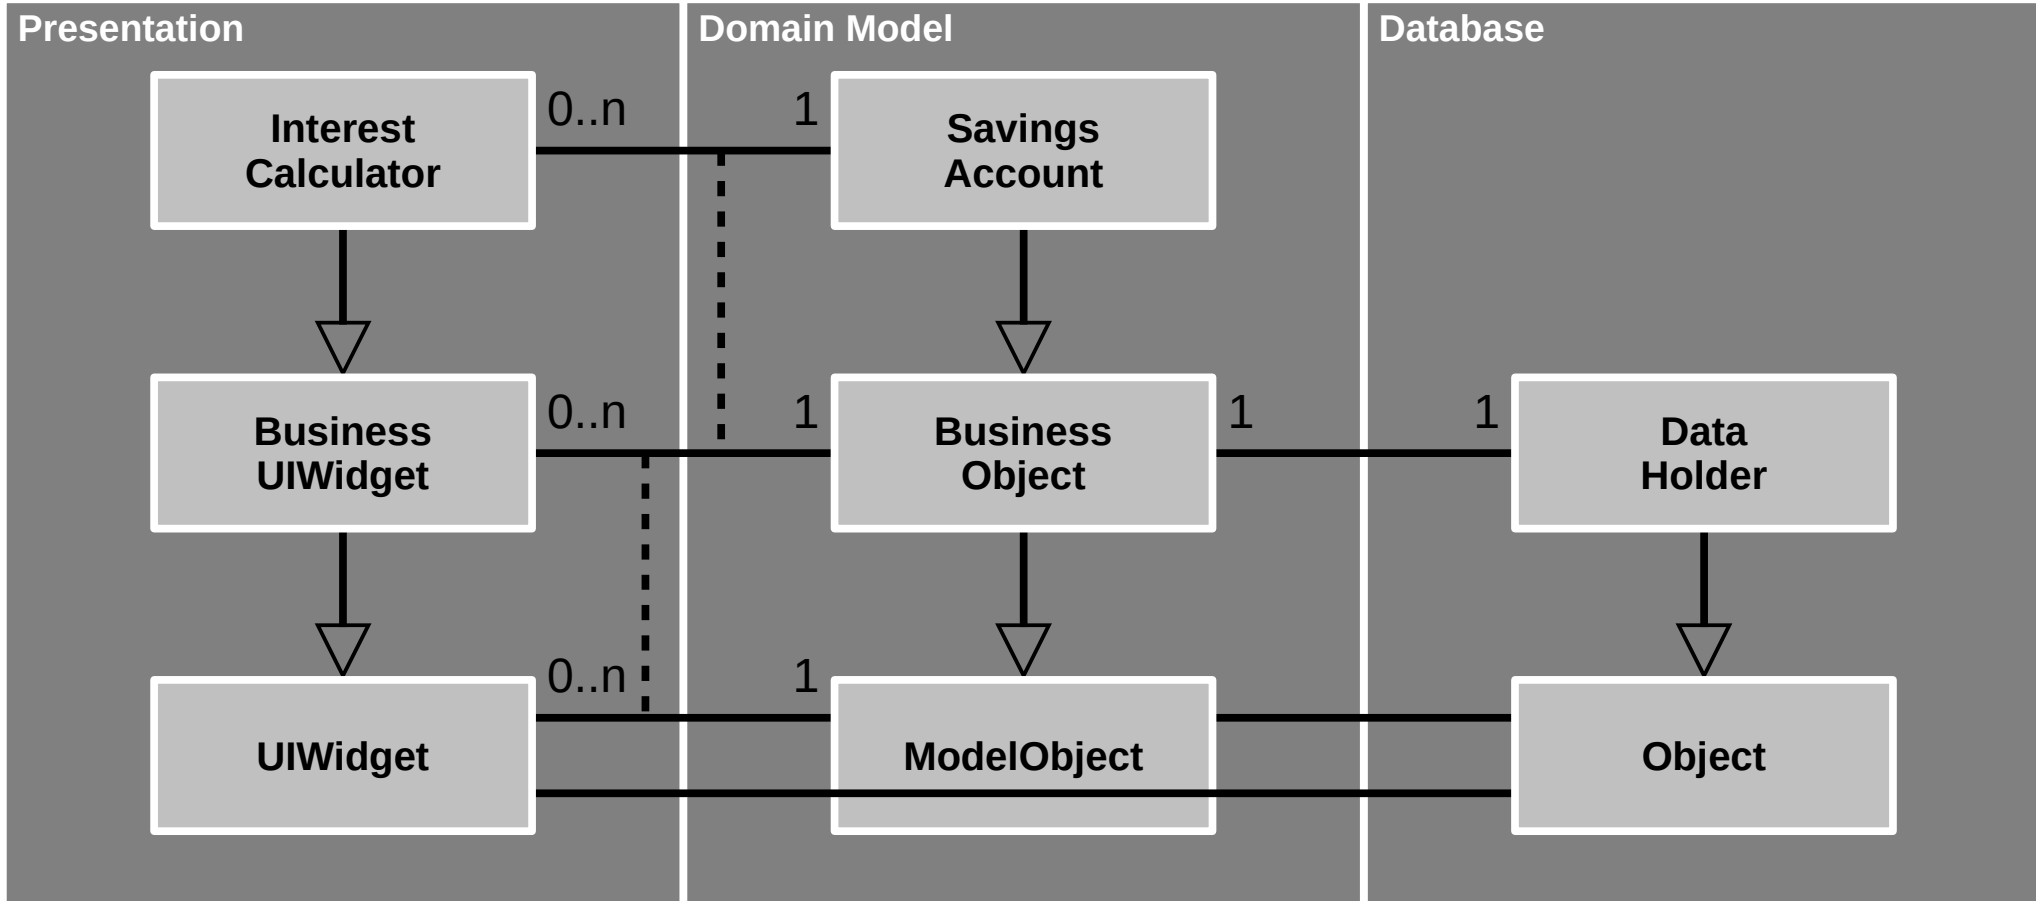 Presentation
Domain Model
Database
Interest
Calculator
0..n
1
Savings
Account
Business
UIWidget
0..n
1
Business
Object
1
1
Data
Holder
0..n
1
UIWidget
ModelObject
Object